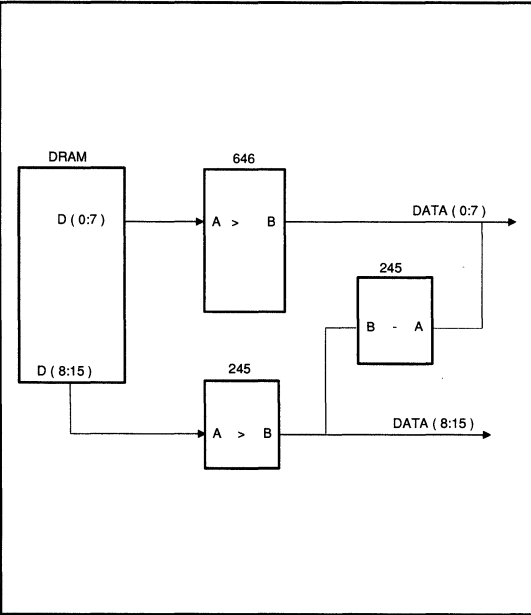 DRAM
646
D ( 0:7 )
A > B
DATA ( 0:7 )
245
B - A
D ( 8:15 )
245
A > B
DATA ( 8:15 )